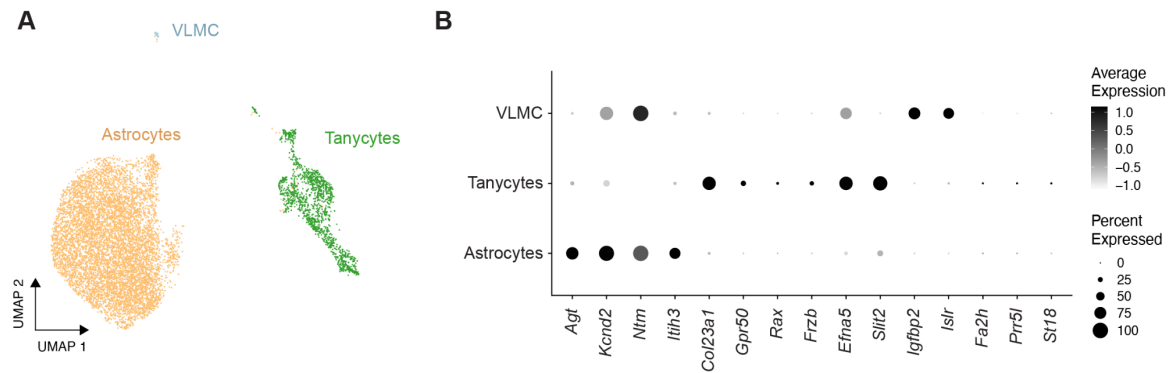 A
VLMC
Astrocytes
Tanycytes
UMAP 2
UMAP 1
B
VLMC
Tanycytes
Astrocytes
Agt
Kcnd2
Ntm
Itih3
Col23a1
Gpr50
Rax
Frzb
Efna5
Slit2
Igfbp2
Islr
Fa2h
Prr5l
St18
Average
Expression
1.0
0.5
0.0
−0.5
−1.0
Percent
Expressed
0
25
50
75
100